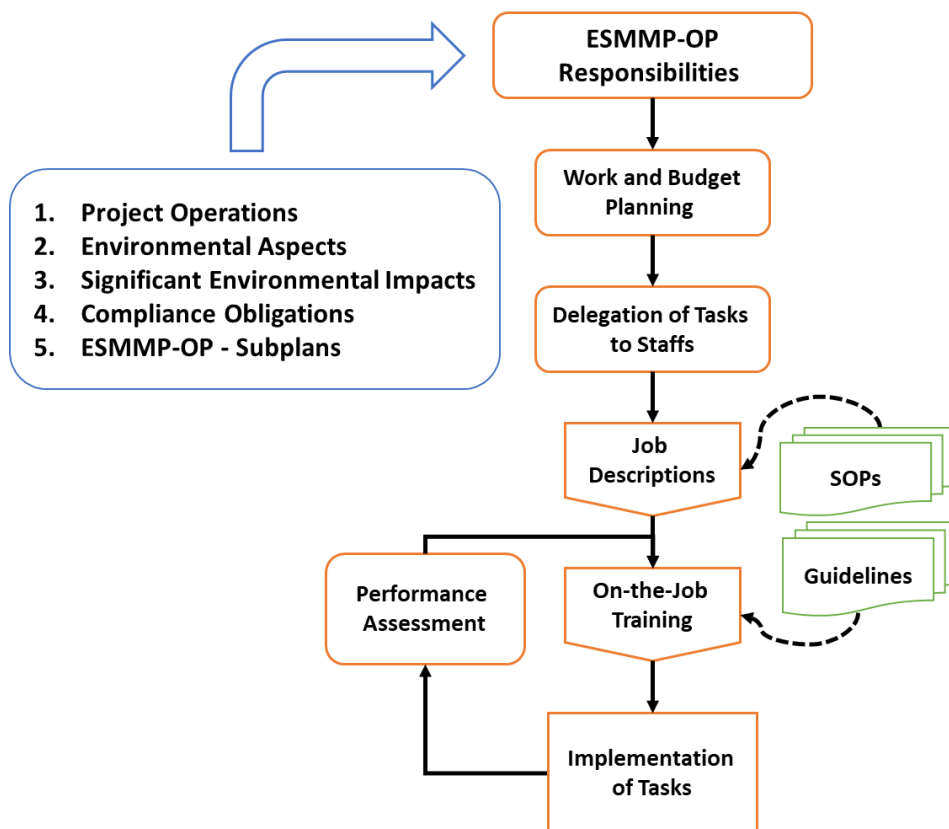 ESMMP-OP
Responsibilities
1. Project Operations
2. Environmental Aspects
3. Significant Environmental Impacts
4. Compliance Obligations
5. ESMMP-OP - Subplans
Work and Budget
Planning
Delegation of Tasks
to Staffs
Job
Descriptions
SOPs
Guidelines
On-the-Job
Training
Performance
Assessment
Implementation
of Tasks